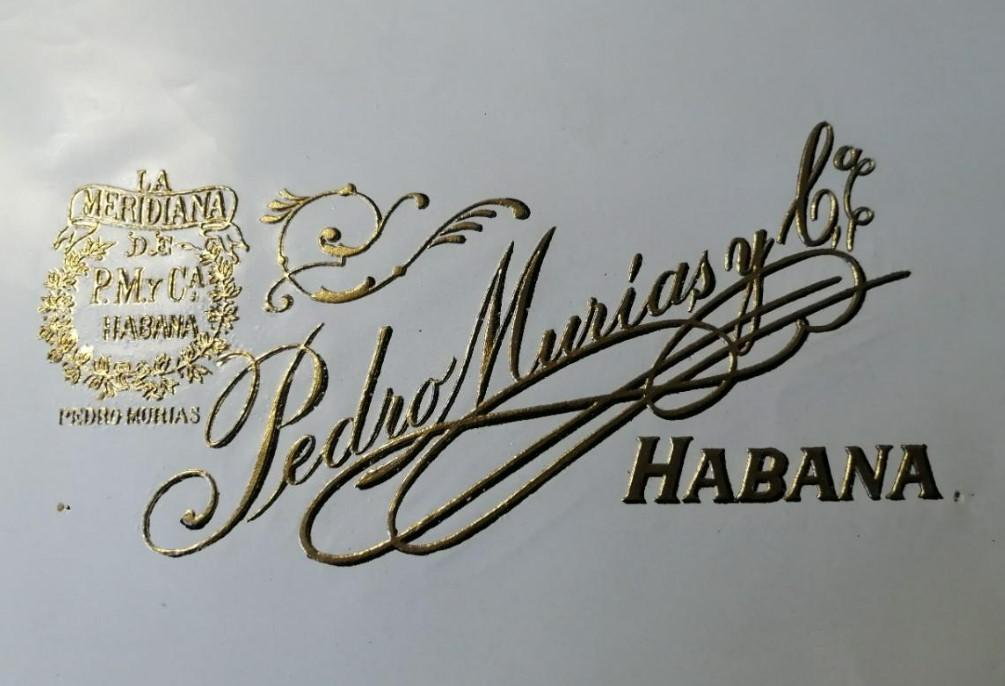 LA
MERIDIANA
DE
P.M.Y CA.
HABANA
PEDRO MURIAS
Pedro Murias y Ca.
HABANA